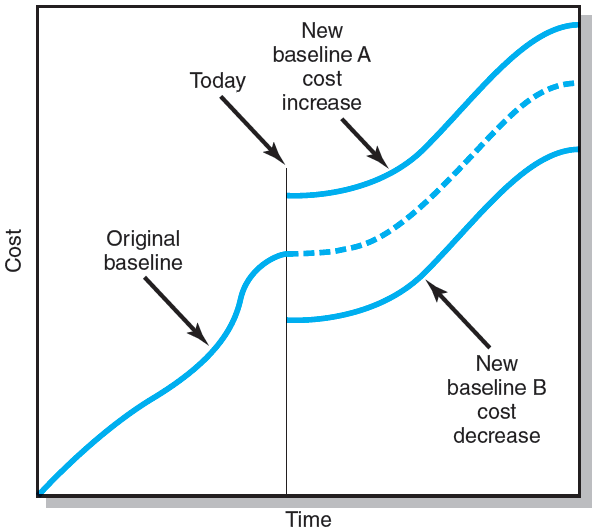 New
baseline A
cost
increase
Today
Original
baseline
Cost
New
baseline B
cost
decrease
Time